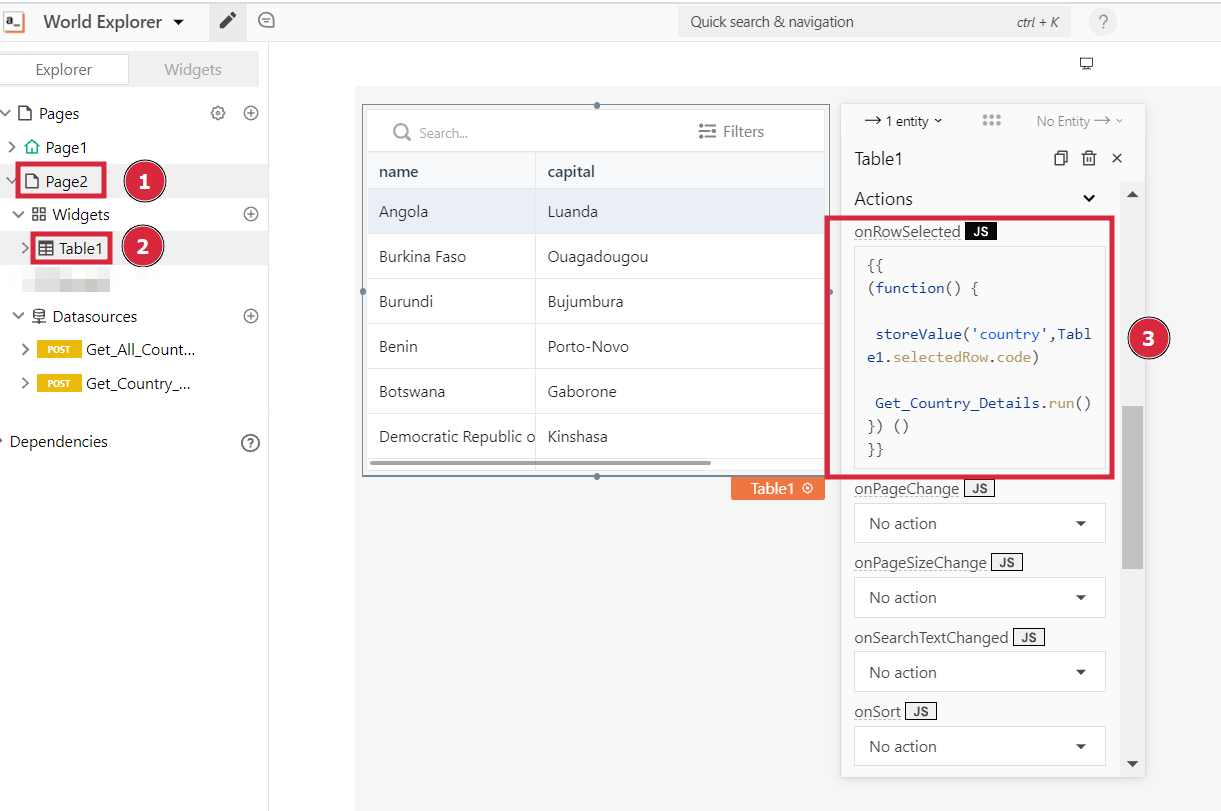 a_
World Explorer
Quick search & navigation
ctrl + K
?
Explorer
Widgets
Pages
Page1
Page2
1
Widgets
Table1
2
Datasources
POST
Get_All_Count...
POST
Get_Country_...
Dependencies
?
Search...
Filters
name
capital
Angola
Luanda
Burkina Faso
Ouagadougou
Burundi
Bujumbura
Benin
Porto-Novo
Botswana
Gaborone
Democratic Republic o
Kinshasa
Table1
1 entity
No Entity
Table1
Actions
onRowSelected
JS
{{
(function() {
storeValue('country',Tabl
e1.selectedRow.code)
Get_Country_Details.run()
}) ()
}}
3
onPageChange
JS
No action
onPageSizeChange
JS
No action
onSearchTextChanged
JS
No action
onSort
JS
No action